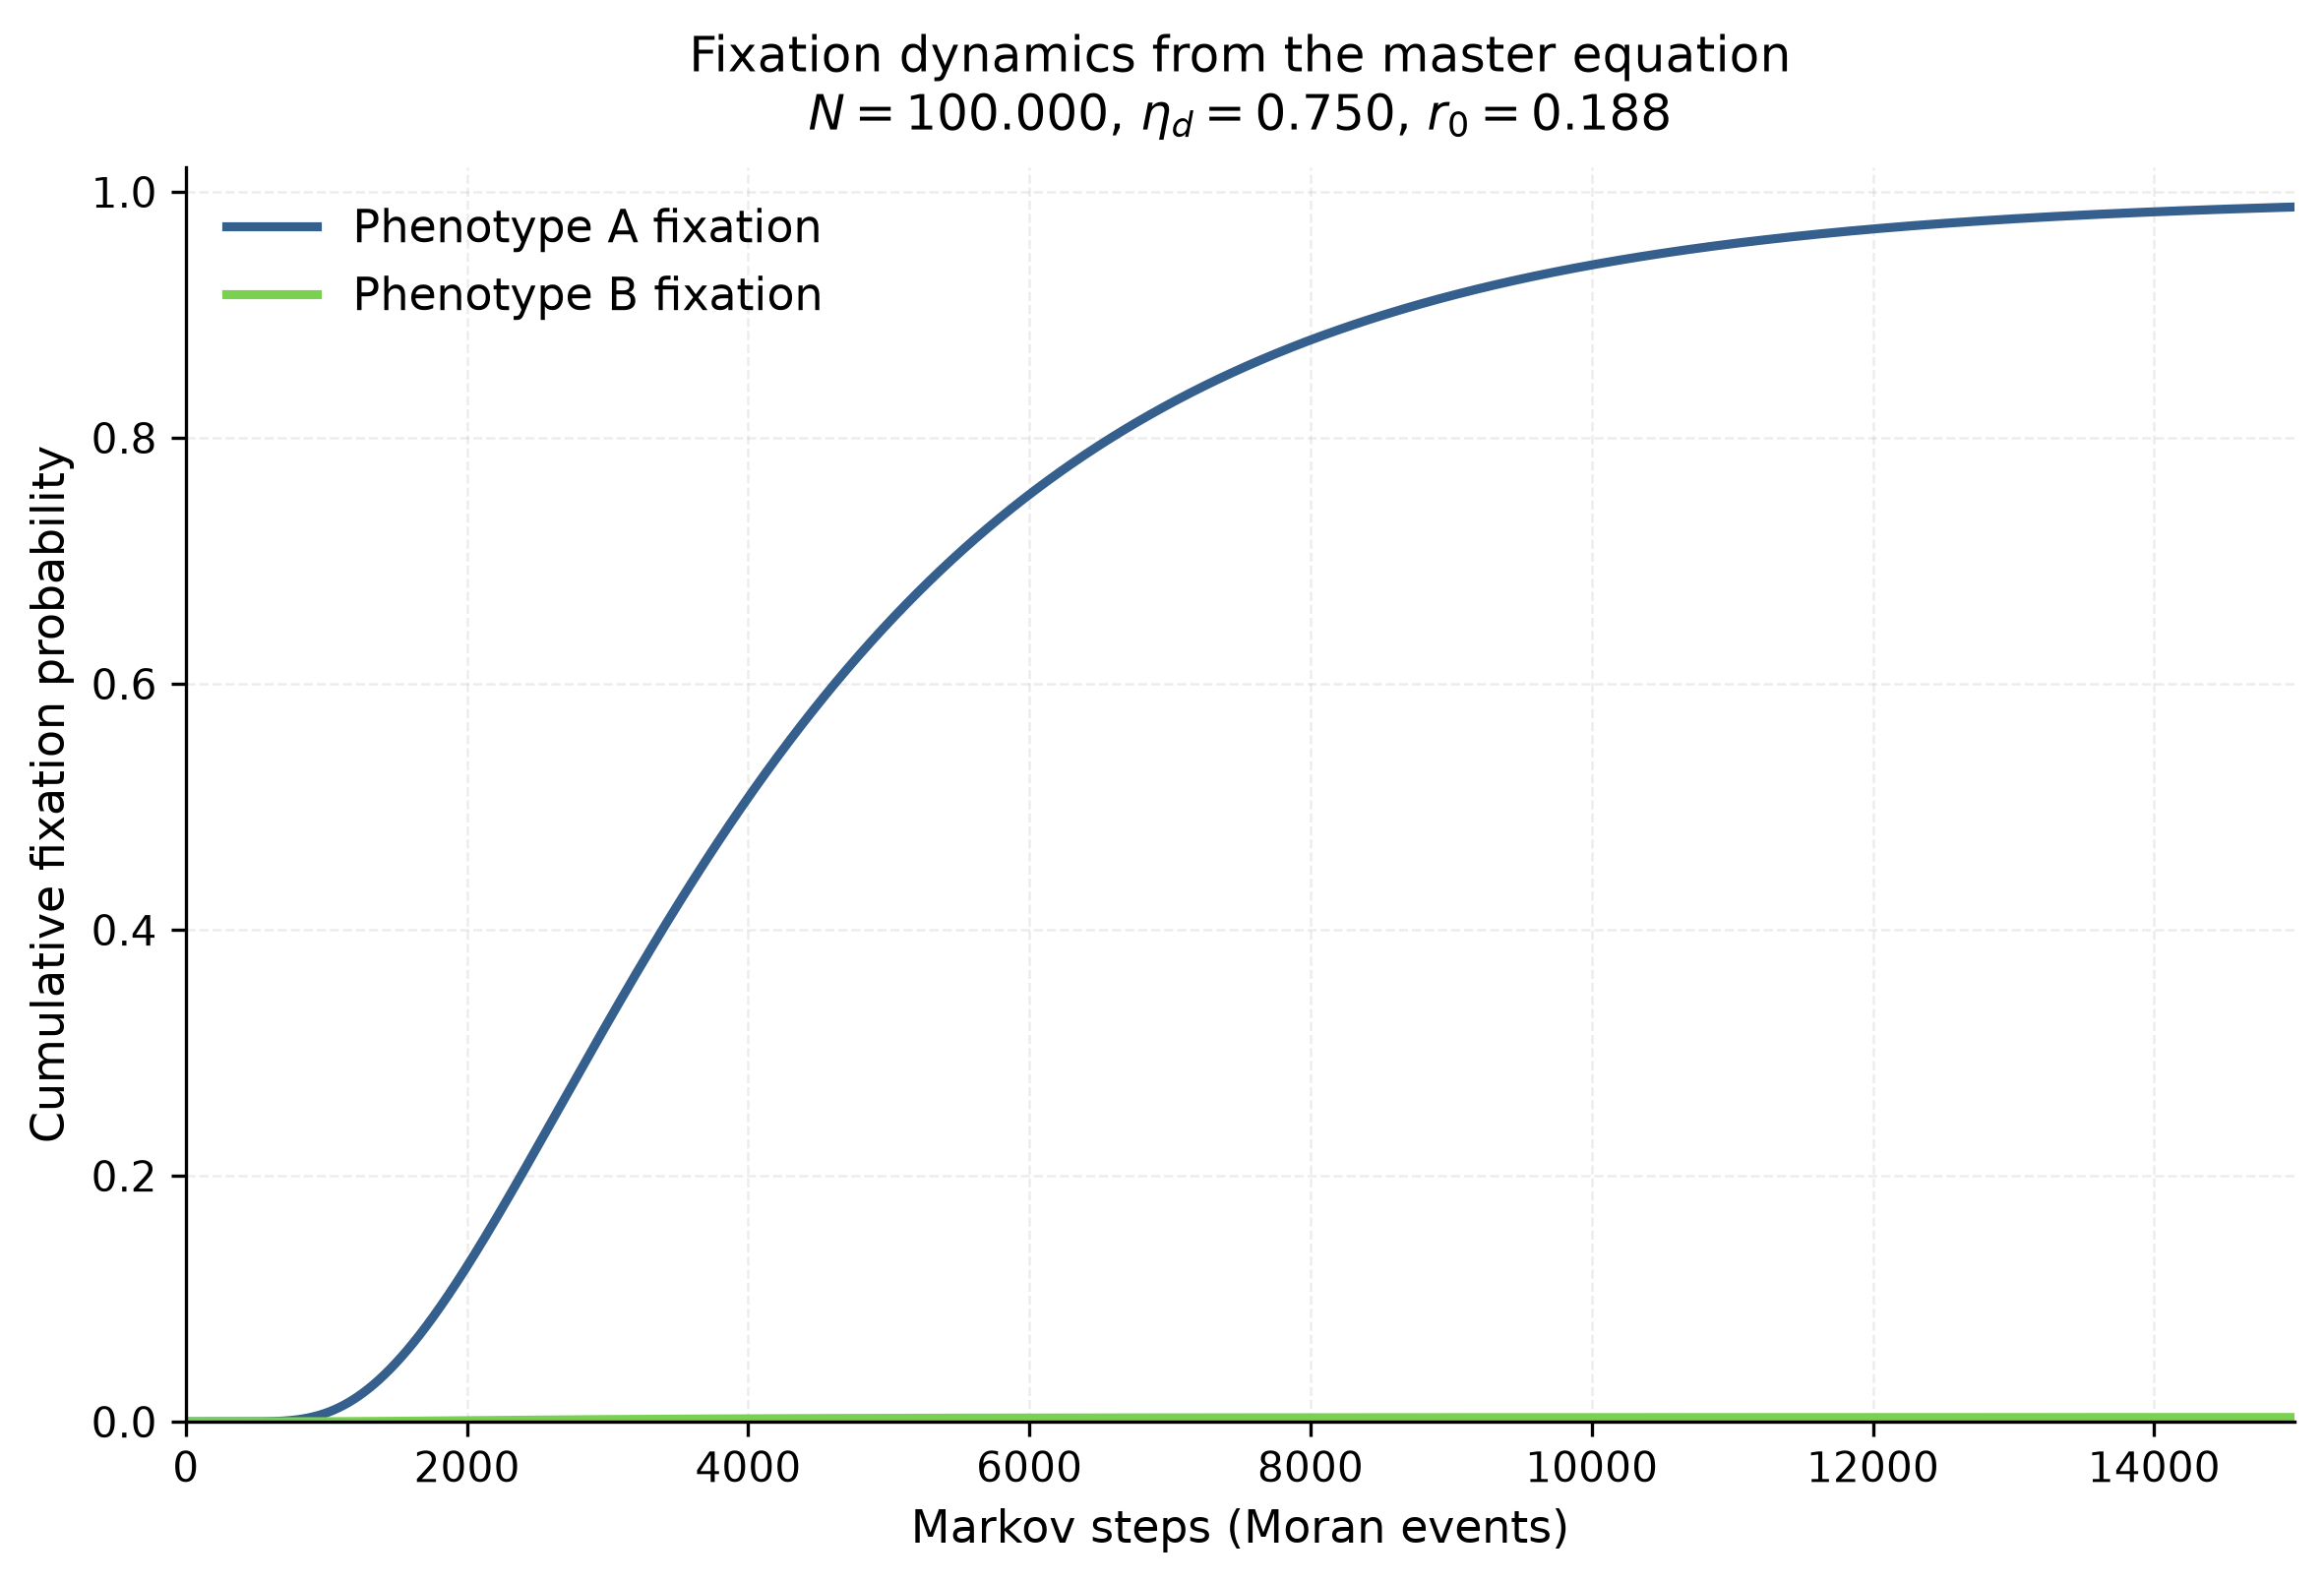 Fixation dynamics from the master equation
N = 100.000, η_d = 0.750, r_0 = 0.188
Phenotype A fixation
Phenotype B fixation
Cumulative fixation probability
1.0
0.8
0.6
0.4
0.2
0.0
0 2000 4000 6000 8000 10000 12000 14000
Markov steps (Moran events)